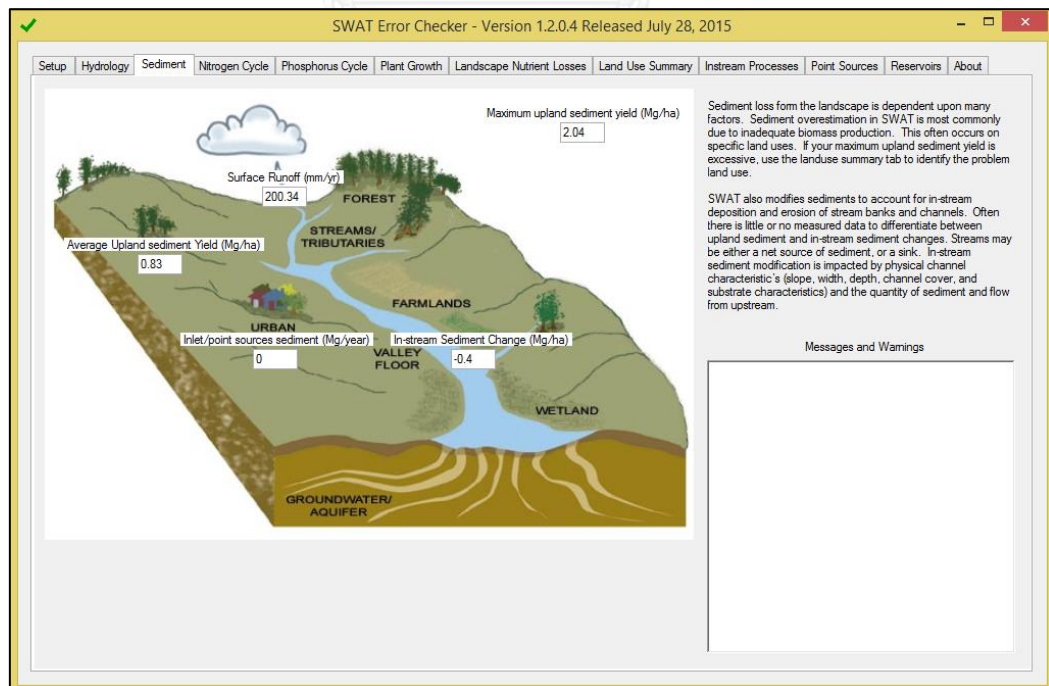 SWAT Error Checker - Version 1.2.0.4 Released July 28, 2015
Setup Hydrology Sediment Nitrogen Cycle Phosphorus Cycle Plant Growth Landscape Nutrient Losses Land Use Summary Instream Processes Point Sources Reservoirs About
Maximum upland sediment yield (Mg/ha)
2.04
Surface Runoff (mm/yr)
200.34
FOREST
STREAMS/
TRIBUTARIES
Average Upland sediment Yield (Mg/ha)
0.83
FARMLANDS
URBAN
Inlet/point sources sediment (Mg/year)
0
In-stream Sediment Change (Mg/ha)
-0.4
VALLEY
FLOOR
WETLAND
GROUNDWATER/
AQUIFER
Sediment loss form the landscape is dependent upon many
factors. Sediment overestimation in SWAT is most commonly
due to inadequate biomass production. This often occurs on
specific land uses. If your maximum upland sediment yield is
excessive, use the landuse summary tab to identify the problem
land use.
SWAT also modifies sediments to account for in-stream
deposition and erosion of stream banks and channels. Often
there is little or no measured data to differentiate between
upland sediment and in-stream sediment changes. Streams may
be either a net source of sediment, or a sink. In-stream
sediment modification is impacted by physical channel
characteristic's (slope, width, depth, channel cover, and
substrate characteristics) and the quantity of sediment and flow
from upstream.
Messages and Warnings